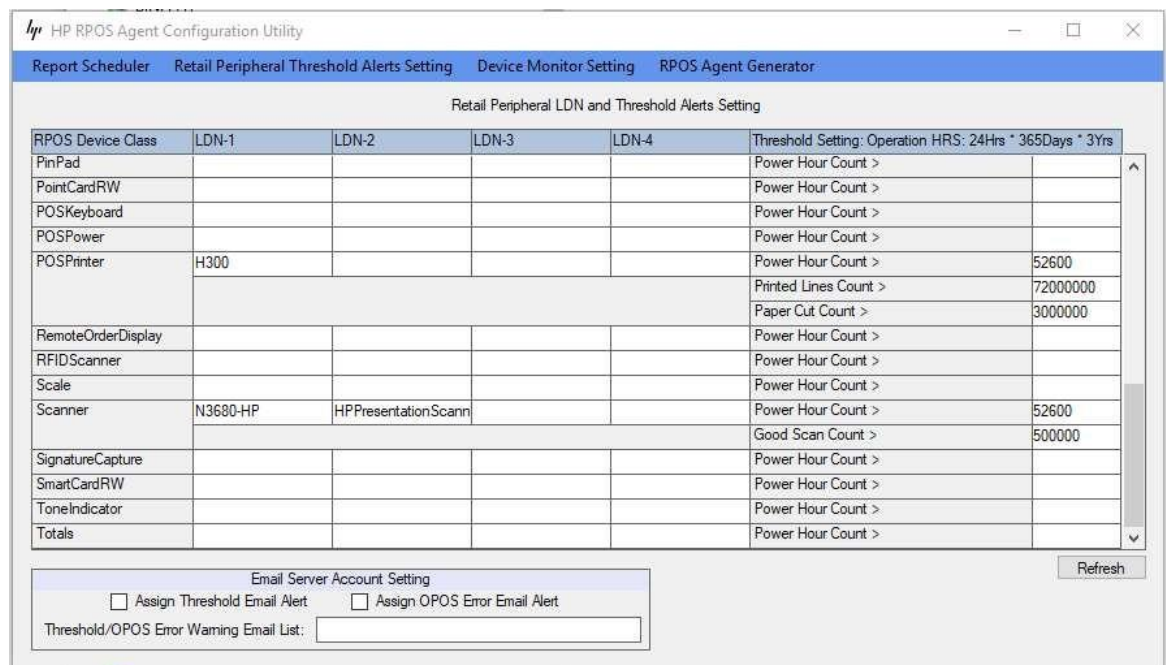 HP RPOS Agent Configuration Utility
Report Scheduler Retail Peripheral Threshold Alerts Setting Device Monitor Setting RPOS Agent Generator
Retail Peripheral LDN and Threshold Alerts Setting
RPOS Device Class LDN-1 LDN-2 LDN-3 LDN-4 Threshold Setting: Operation HRS: 24Hrs * 365Days * 3Yrs
PinPad Power Hour Count >
PointCardRW Power Hour Count >
POSKeyboard Power Hour Count >
POSPower Power Hour Count >
POSPrinter H300 Power Hour Count > 52600
Printed Lines Count > 72000000
Paper Cut Count > 3000000
RemoteOrderDisplay Power Hour Count >
RFIDScanner Power Hour Count >
Scale Power Hour Count >
Scanner N3680-HP HPPresentationScann Power Hour Count > 52600
Good Scan Count > 500000
SignatureCapture Power Hour Count >
SmartCardRW Power Hour Count >
ToneIndicator Power Hour Count >
Totals Power Hour Count >
Refresh
Email Server Account Setting
Assign Threshold Email Alert Assign OPOS Error Email Alert
Threshold/OPOS Error Warning Email List: